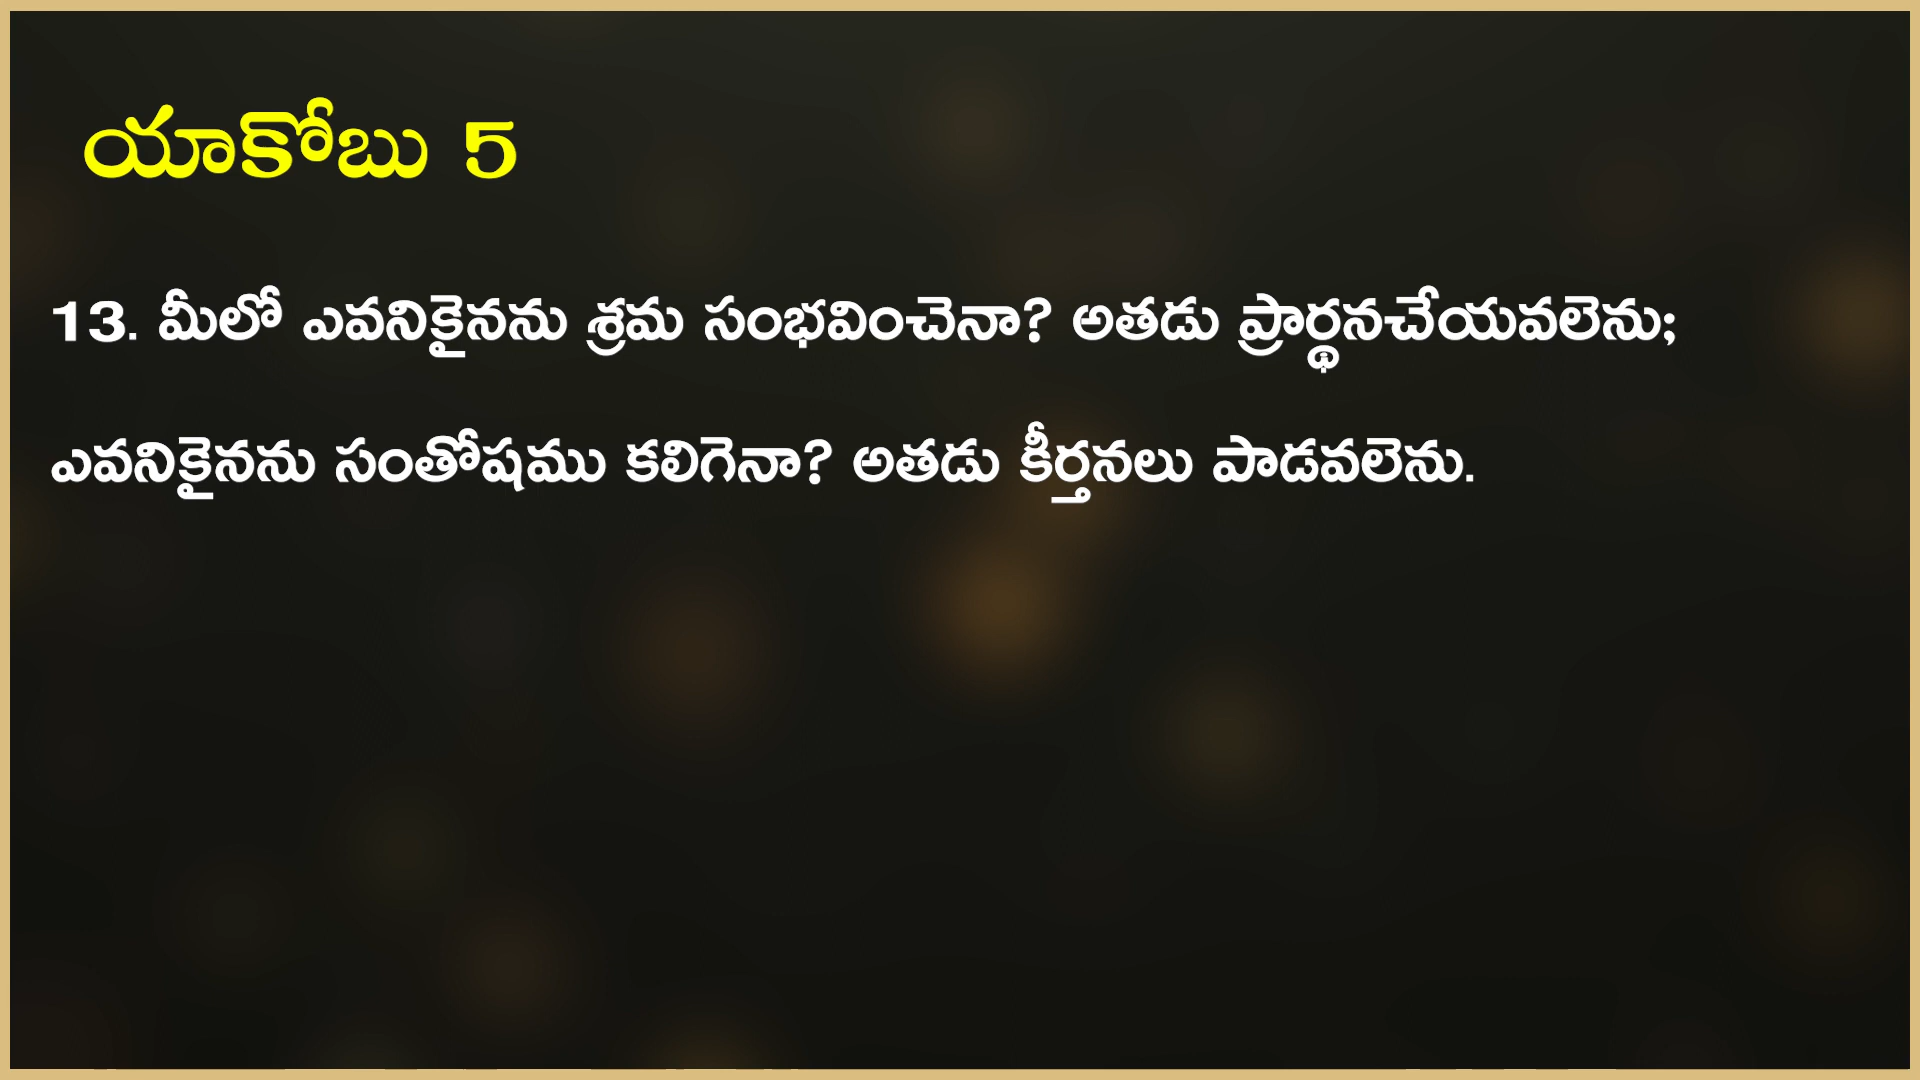 యాకోబు 5
13. మీలో ఎవనికైనను శ్రమ సంభవించెనా? అతడు ప్రార్థనచేయవలెను;
ఎవనికైనను సంతోషము కలిగెనా? అతడు కీర్తనలు పాడవలెను.